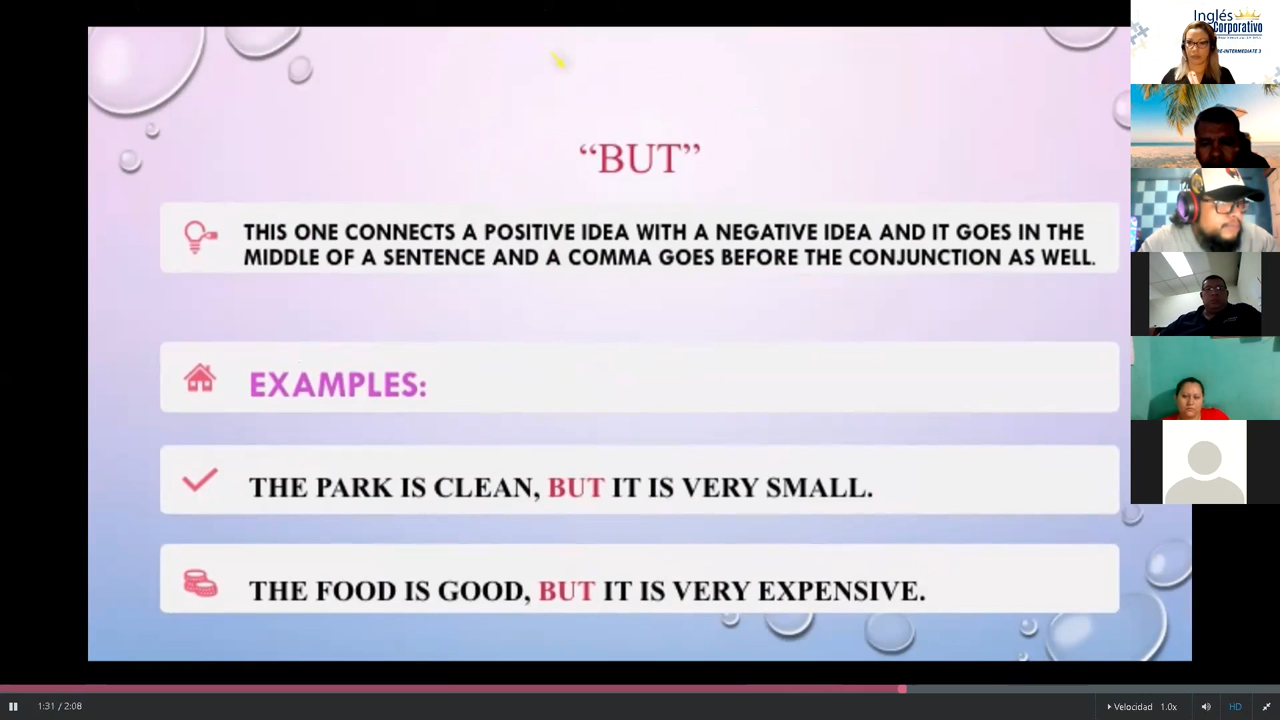 Inglés
Corporativo
“BUT”
THIS ONE CONNECTS A POSITIVE IDEA WITH A NEGATIVE IDEA AND IT GOES IN THE
MIDDLE OF A SENTENCE AND A COMMA GOES BEFORE THE CONJUNCTION AS WELL.
EXAMPLES:
THE PARK IS CLEAN, BUT IT IS VERY SMALL.
THE FOOD IS GOOD, BUT IT IS VERY EXPENSIVE.
1:31 / 2:08
Velocidad 1.0x
HD